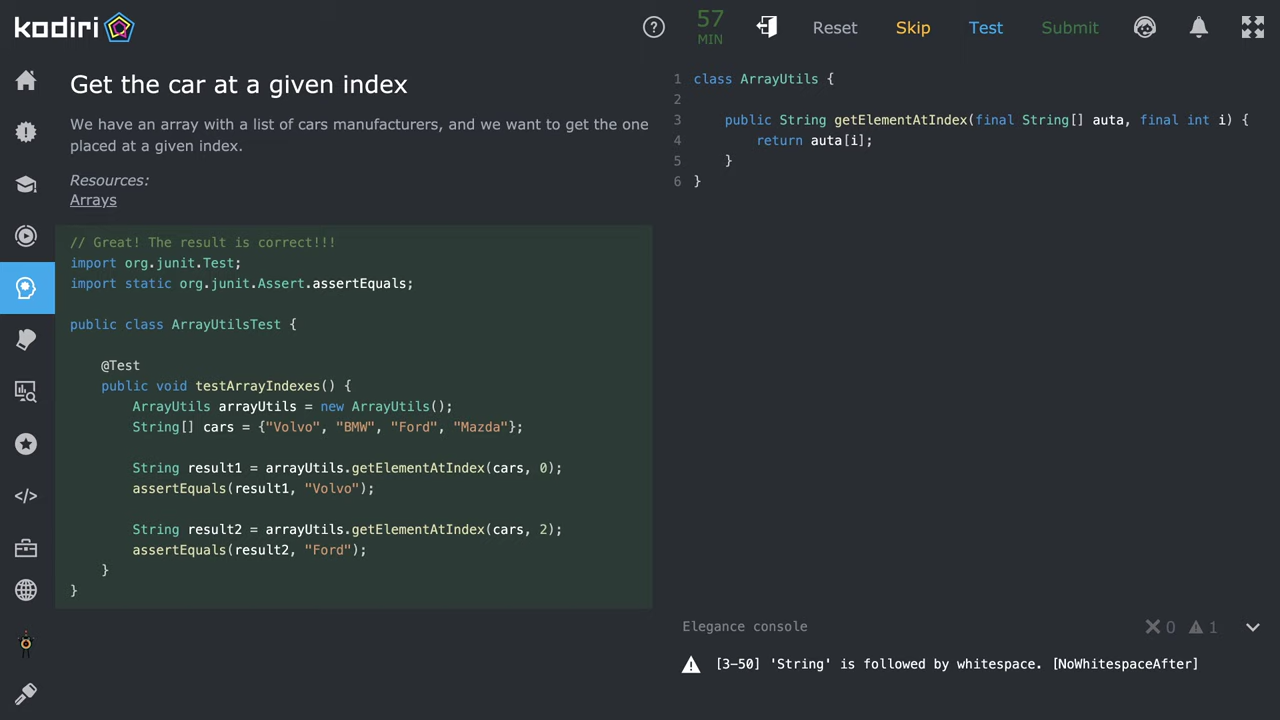 kodiri
57
MIN
Reset
Skip
Test
Submit
Get the car at a given index
We have an array with a list of cars manufacturers, and we want to get the one
placed at a given index.
Resources:
Arrays
// Great! The result is correct!!!
import org.junit.Test;
import static org.junit.Assert.assertEquals;
public class ArrayUtilsTest {
@Test
public void testArrayIndexes() {
ArrayUtils arrayUtils = new ArrayUtils();
String[] cars = {"Volvo", "BMW", "Ford", "Mazda"};
String result1 = arrayUtils.getElementAtIndex(cars, 0);
assertEquals(result1, "Volvo");
String result2 = arrayUtils.getElementAtIndex(cars, 2);
assertEquals(result2, "Ford");
}
}
1 class ArrayUtils {
2
3 public String getElementAtIndex(final String[] auta, final int i) {
4 return auta[i];
5 }
6 }
Elegance console
0
1
[3-50] 'String' is followed by whitespace. [NoWhitespaceAfter]